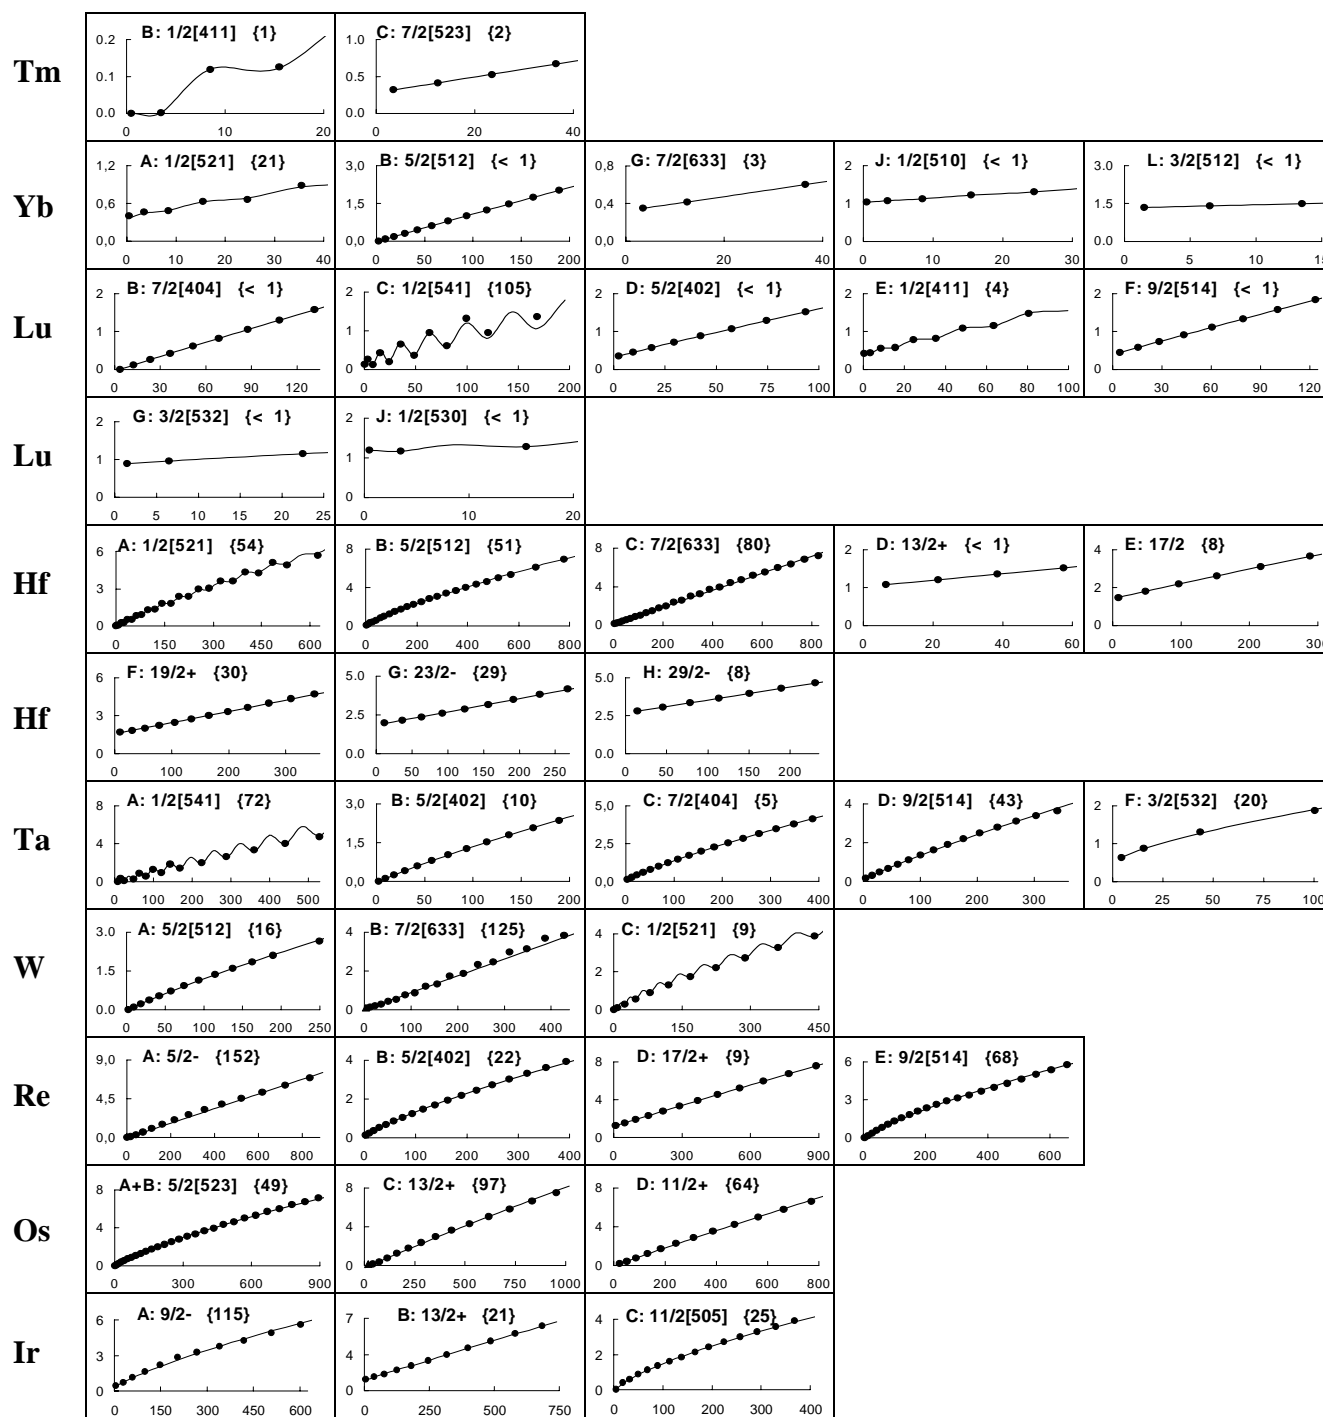 Tm
B: 1/2[411] {1}
0.2
0.1
0.0
0 10 20
C: 7/2[523] {2}
1.0
0.5
0.0
0 20 40
Yb
A: 1/2[521] {21}
1,2
0,6
0,0
0 10 20 30 40
B: 5/2[512] {< 1}
3.0
1.5
0.0
0 50 100 150 200
G: 7/2[633] {3}
0,8
0,4
0,0
0 20 40
J: 1/2[510] {< 1}
2
1
0
0 10 20 30
L: 3/2[512] {< 1}
3.0
1.5
0.0
0 5 10 15
Lu
B: 7/2[404] {< 1}
2
1
0
0 30 60 90 120
C: 1/2[541] {105}
2
1
0
0 50 100 150 200
D: 5/2[402] {< 1}
2
1
0
0 25 50 75 100
E: 1/2[411] {4}
2
1
0
0 20 40 60 80 100
F: 9/2[514] {< 1}
2
1
0
0 30 60 90 120
Lu
G: 3/2[532] {< 1}
2
1
0
0 5 10 15 20 25
J: 1/2[530] {< 1}
2
1
0
0 10 20
Hf
A: 1/2[521] {54}
6
3
0
0 150 300 450 600
B: 5/2[512] {51}
8
4
0
0 200 400 600 800
C: 7/2[633] {80}
8
4
0
0 200 400 600 800
D: 13/2+ {< 1}
2
1
0
0 20 40 60
E: 17/2 {8}
4
2
0
0 100 200 300
Hf
F: 19/2+ {30}
6
3
0
0 100 200 300
G: 23/2- {29}
5.0
2.5
0.0
0 50 100 150 200 250
H: 29/2- {8}
5.0
2.5
0.0
0 50 100 150 200
Ta
A: 1/2[541] {72}
8
4
0
0 100 200 300 400 500
B: 5/2[402] {10}
3,0
1,5
0,0
0 50 100 150 200
C: 7/2[404] {5}
5,0
2,5
0,0
0 100 200 300 400
D: 9/2[514] {43}
4
2
0
0 100 200 300
F: 3/2[532] {20}
2
1
0
0 25 50 75 100
W
A: 5/2[512] {16}
3.0
1.5
0.0
0 50 100 150 200 250
B: 7/2[633] {125}
4
2
0
0 100 200 300 400
C: 1/2[521] {9}
4
2
0
0 150 300 450
Re
A: 5/2- {152}
9,0
4,5
0,0
0 200 400 600 800
B: 5/2[402] {22}
4
2
0
0 100 200 300 400
D: 17/2+ {9}
8
4
0
0 300 600 900
E: 9/2[514] {68}
6
3
0
0 200 400 600
Os
A+B: 5/2[523] {49}
8
4
0
0 300 600 900
C: 13/2+ {97}
8
4
0
0 250 500 750 1000
D: 11/2+ {64}
8
4
0
0 200 400 600 800
Ir
A: 9/2- {115}
6
3
0
0 150 300 450 600
B: 13/2+ {21}
7
4
0
0 250 500 750
C: 11/2[505] {25}
4
2
0
0 100 200 300 400